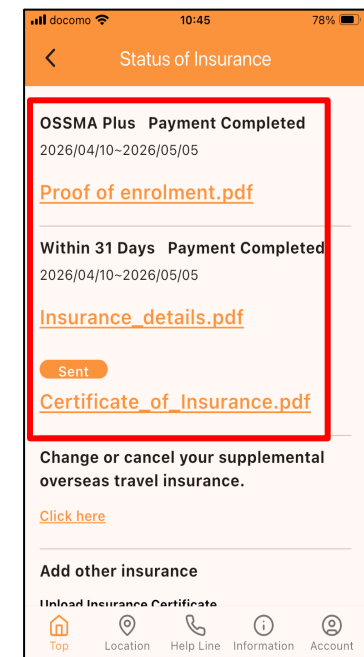 docomo 10:45 78%
Status of Insurance
OSSMA Plus Payment Completed
2026/04/10~2026/05/05
Proof of enrolment.pdf
Within 31 Days Payment Completed
2026/04/10~2026/05/05
Insurance_details.pdf
Sent
Certificate_of_Insurance.pdf
Change or cancel your supplemental
overseas travel insurance.
Click here
Add other insurance
Upload Insurance Certificate
Top Location Help Line Information Account